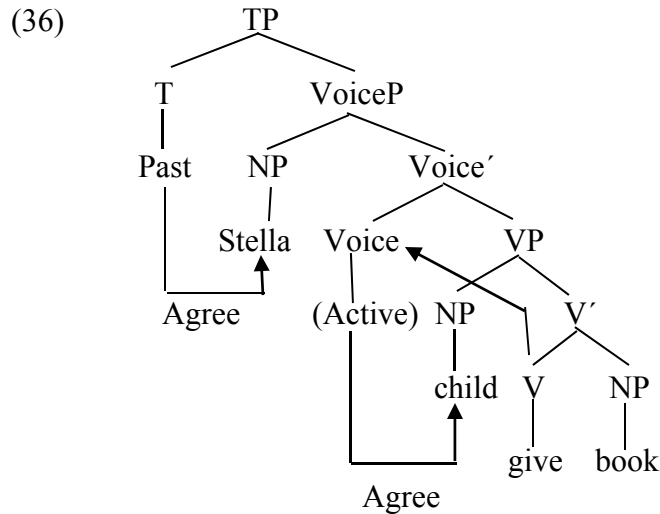 (36) TP
T VoiceP
Past NP Voice´
Stella Voice VP
Agree (Active) NP V´
child V NP
give book
Agree